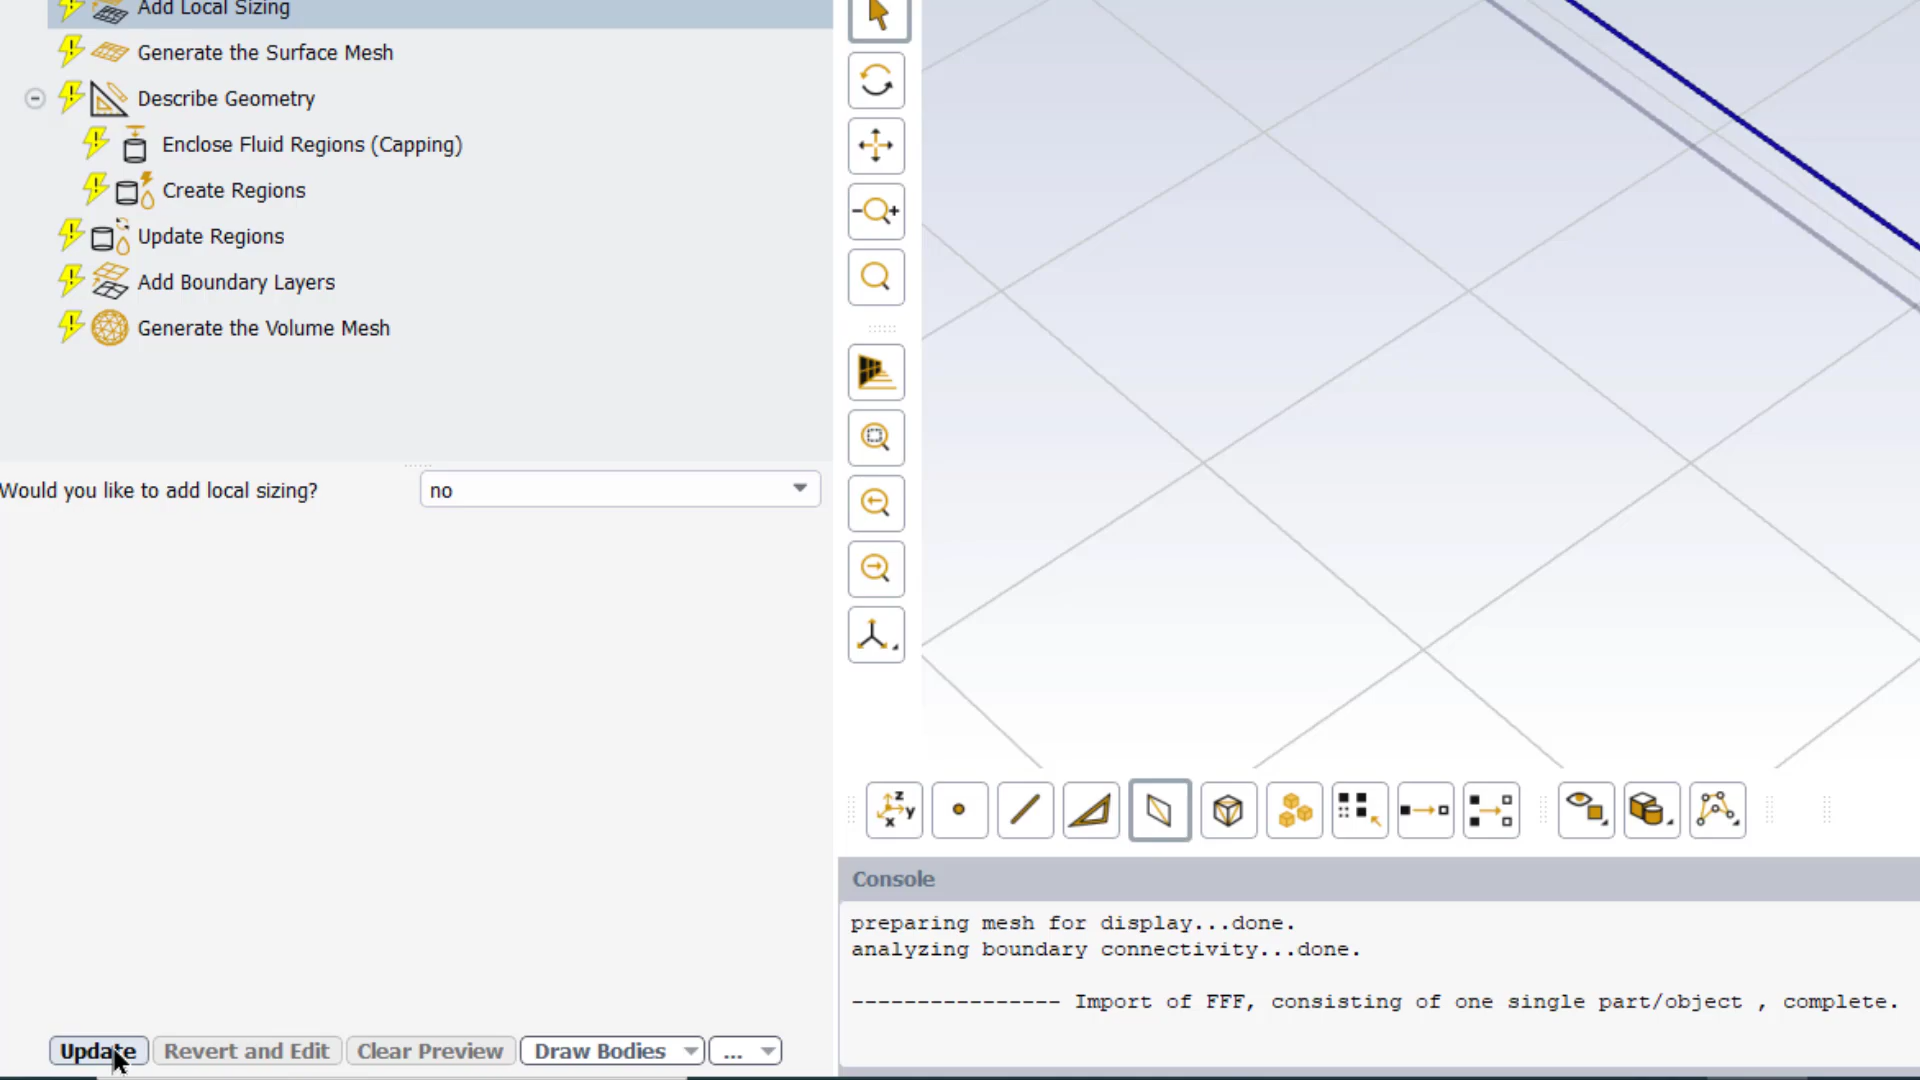 Add Local Sizing
Generate the Surface Mesh
Describe Geometry
Enclose Fluid Regions (Capping)
Create Regions
Update Regions
Add Boundary Layers
Generate the Volume Mesh
Would you like to add local sizing? no
Update Revert and Edit Clear Preview Draw Bodies ...
z
y
x
Console
preparing mesh for display...done.
analyzing boundary connectivity...done.
---------------- Import of FFF, consisting of one single part/object , complete.